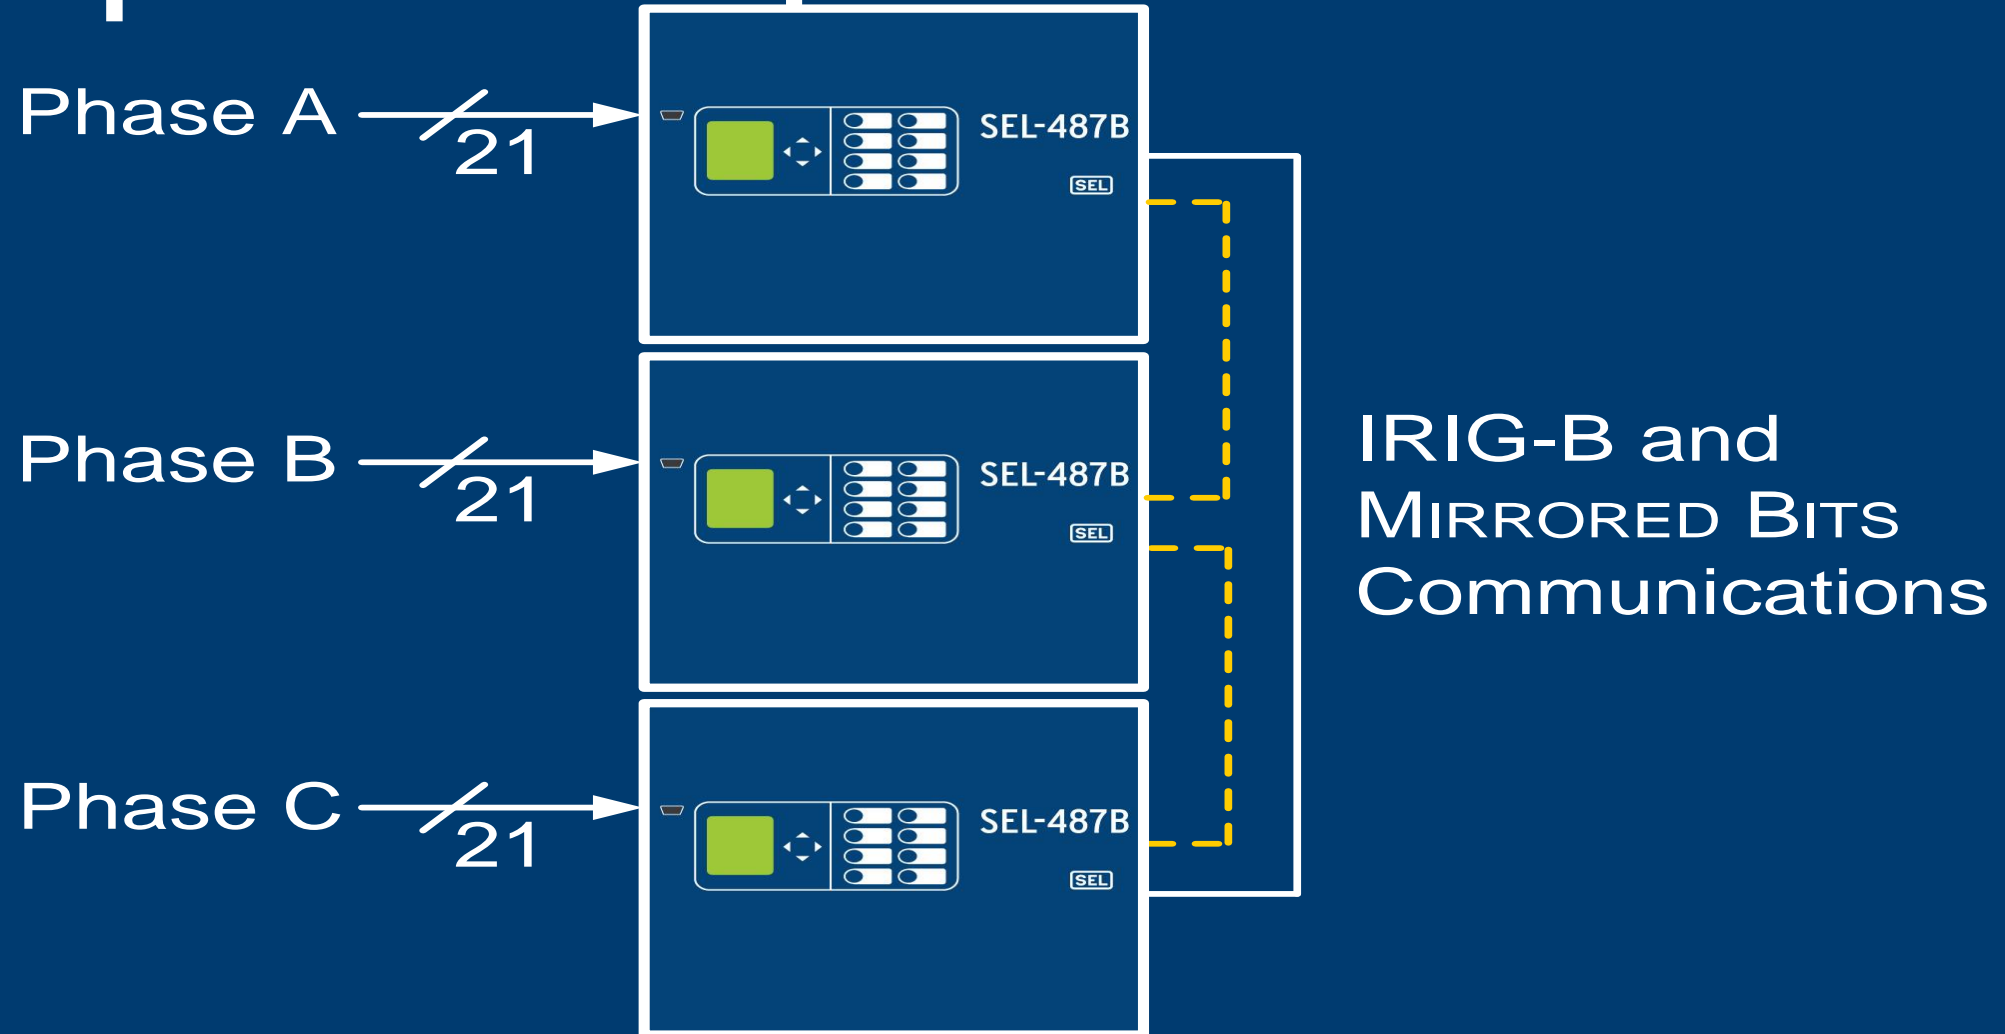 Phase A
21
SEL-487B
SEL
Phase B
21
SEL-487B
SEL
IRIG-B and
MIRRORED BITS
Communications
Phase C
21
SEL-487B
SEL